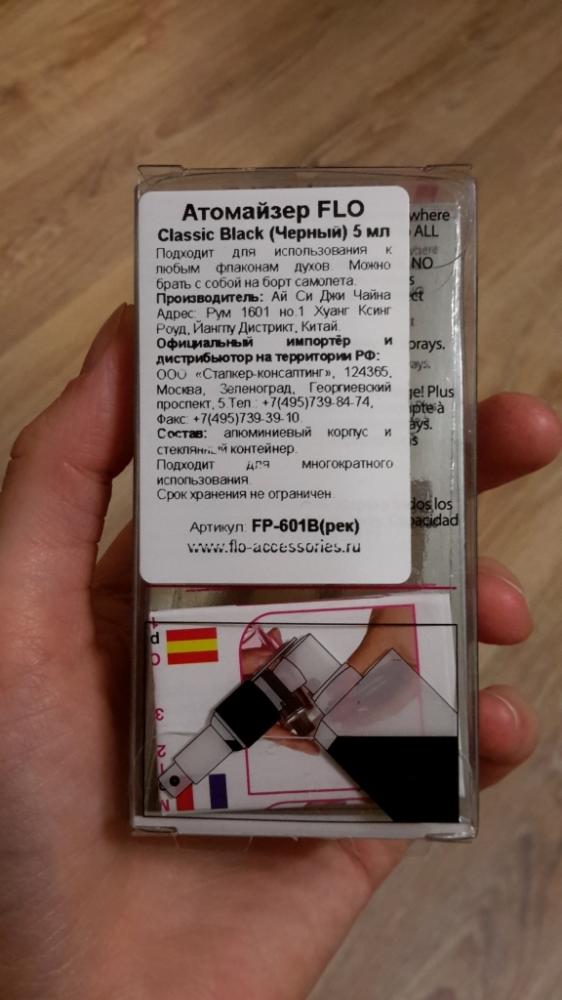 Атомайзер FLO
Classic Black (Черный) 5 мл
Подходит для использования к
любым флаконам духов. Можно
брать с собой на борт самолета.
Производитель: Ай Си Джи Чайна
Адрес: Рум 1601 но.1 Хуанг Ксинг
Роуд, Йангпу Дистрикт, Китай.
Официальный импортёр и
дистрибьютор на территории РФ:
ООО «Сталкер-консалтинг», 124365,
Москва, Зеленоград, Георгиевский
проспект, 5 Тел.: +7(495)739-84-74,
Факс: +7(495)739-39-10.
Состав: алюминиевый корпус и
стеклянный контейнер.
Подходит для многократного
использования.
Срок хранения не ограничен.
Артикул: FP-601B(рек)
www.flo-accessories.ru
where
ALL
NO
ect
prays.
ge! Plus
mpte à
ays.
dos los
pacidad